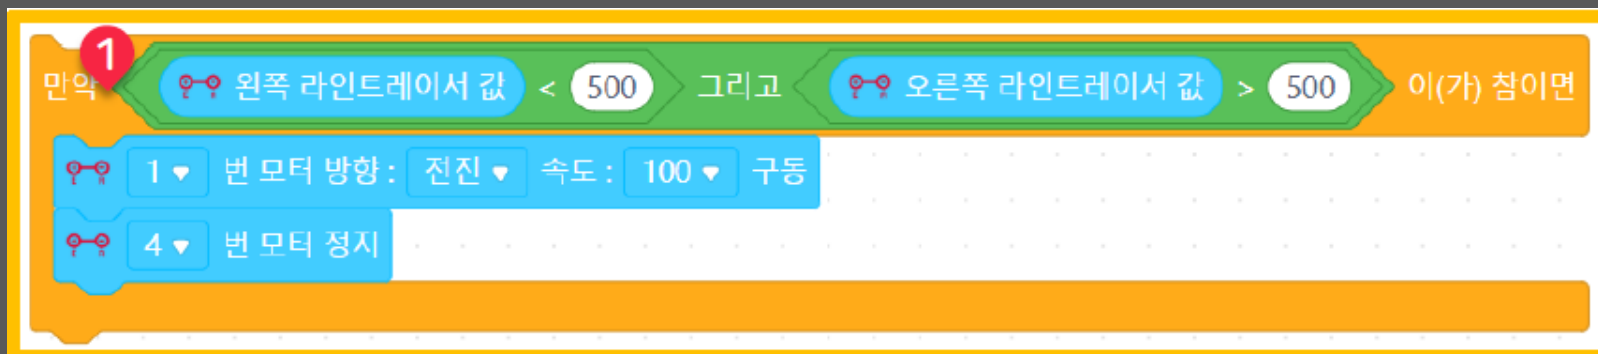 1
만약 왼쪽 라인트레이서 값 < 500 그리고 오른쪽 라인트레이서 값 > 500 이(가) 참이면
1 번 모터 방향 : 전진 속도 : 100 구동
4 번 모터 정지